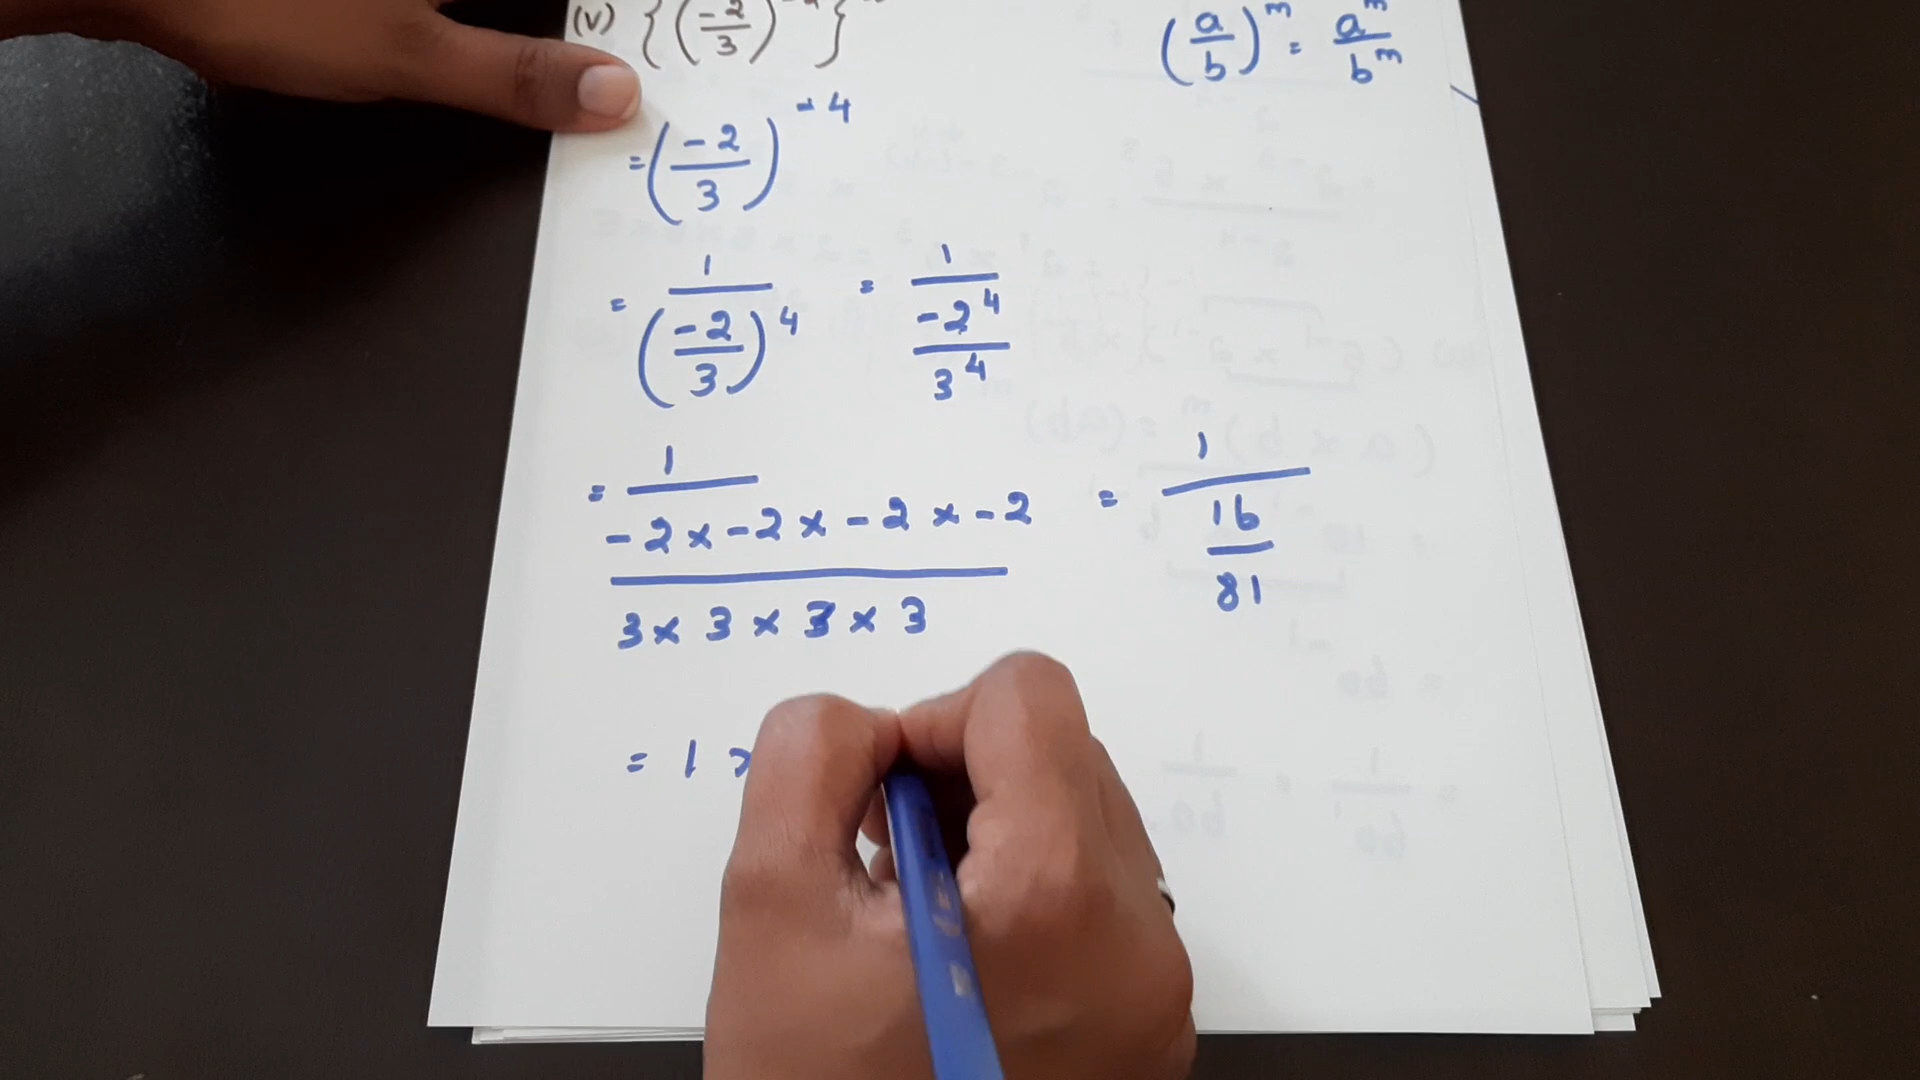 (v) {(-2/3)
(a/b)^m = a^m/b^m
= (-2/3)^-4
= 1/(-2/3)^4 = 1/(-2^4/3^4)
= 1/(-2 x -2 x -2 x -2/3 x 3 x 3 x 3) = 1/(16/81)
= 1 x